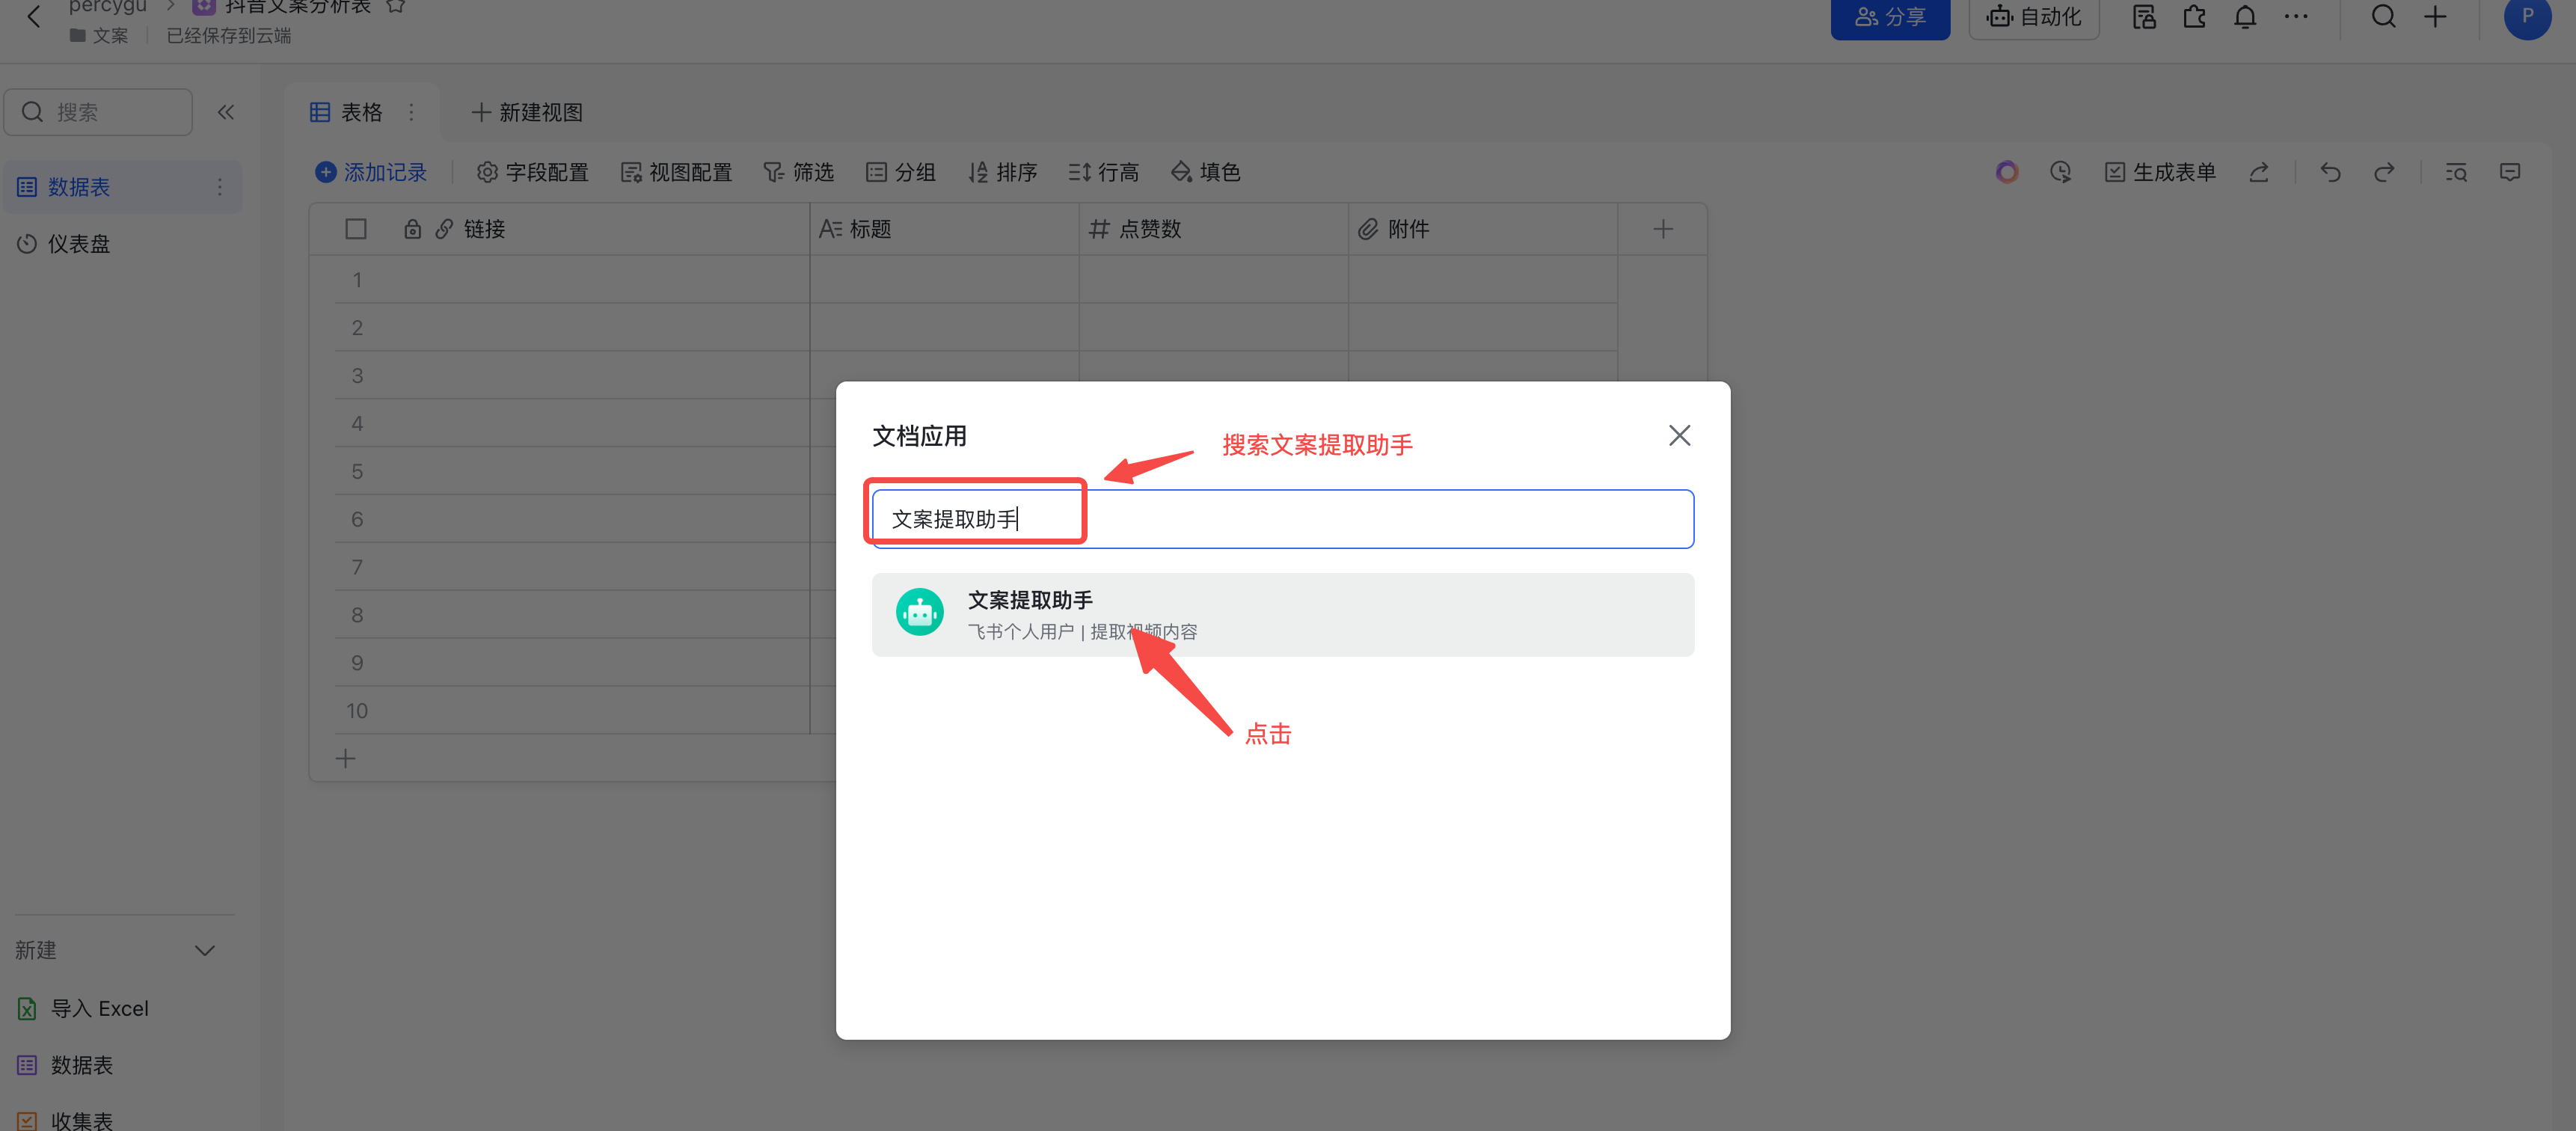 percygu > 抖音文案分析表
文案 | 已经保存到云端
分享
自动化
P
搜索
数据表
仪表盘
表格
新建视图
添加记录
字段配置
视图配置
筛选
分组
排序
行高
填色
生成表单
链接
标题
点赞数
附件
1
2
3
4
5
6
7
8
9
10
文档应用
搜索文案提取助手
文案提取助手
文案提取助手
飞书个人用户 | 提取视频内容
点击
新建
导入 Excel
数据表
收集表